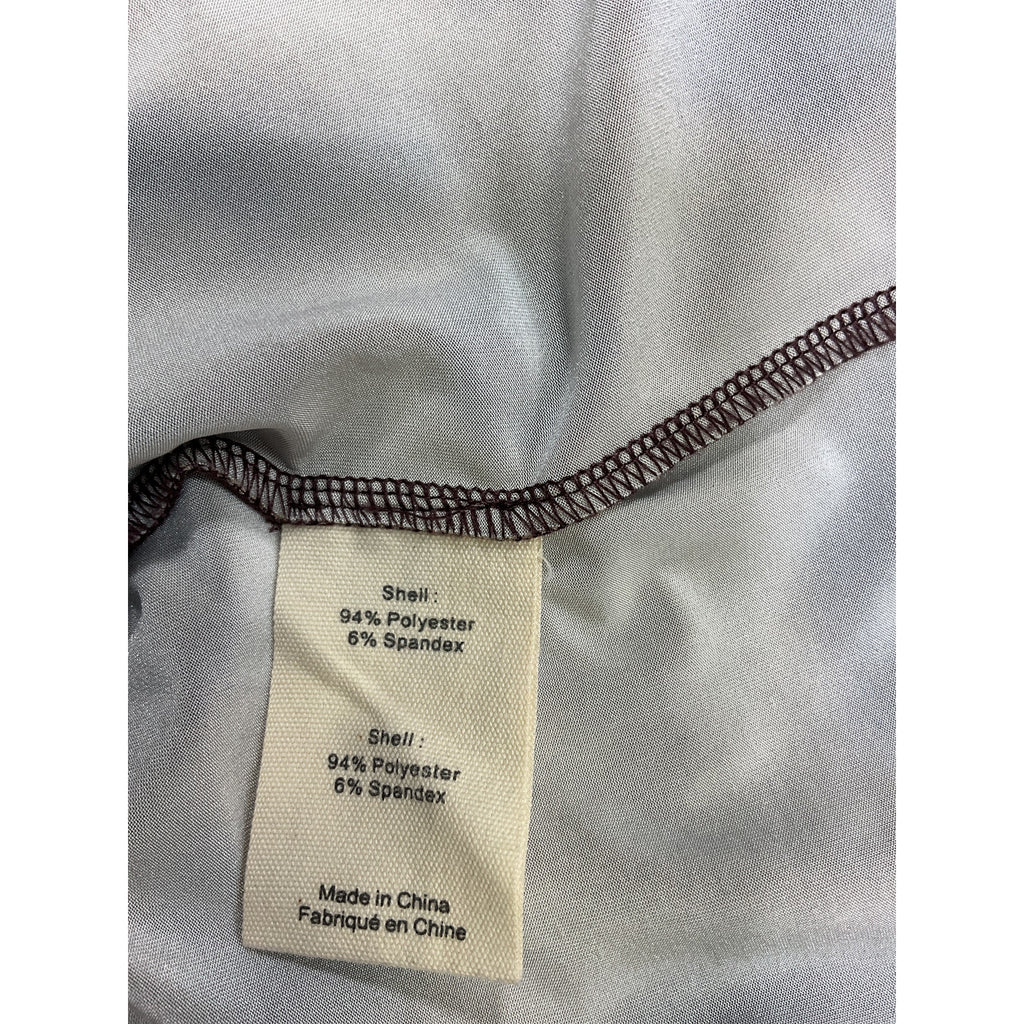 Shell :
94% Polyester
6% Spandex
Shell :
94% Polyester
6% Spandex
Made in China
Fabriqué en Chine